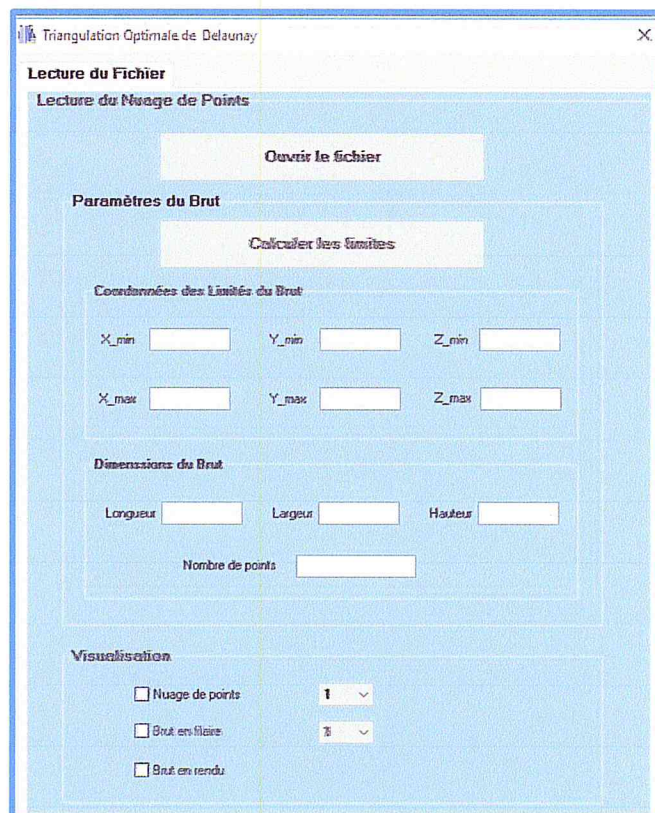 Triangulation Optimale de Delaunay
Lecture du Fichier
Lecture du Nuage de Points
Ouvrir le fichier
Paramètres du Brut
Calculer les limites
Coordonnées des Limites du Brut
X_min Y_min Z_min
X_max Y_max Z_max
Dimenssions du Brut
Longueur Largeur Hauteur
Nombre de points
Visualisation
Nuage de points 1
Brut en filaire
Brut en rendu